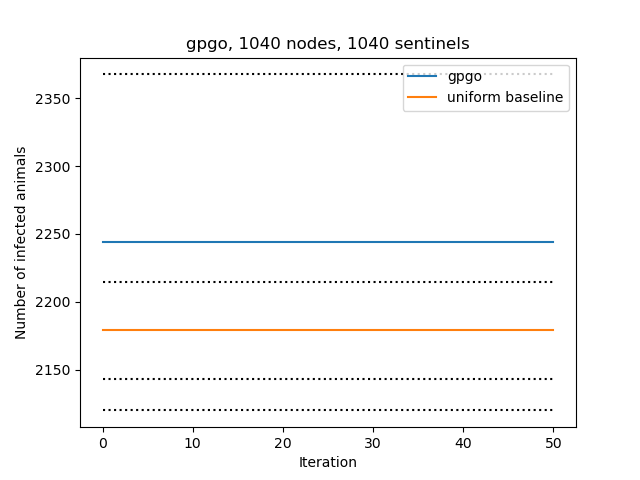 gpgo, 1040 nodes, 1040 sentinels
gpgo
uniform baseline
2350
2300
2250
2200
2150
Number of infected animals
0 10 20 30 40 50
Iteration